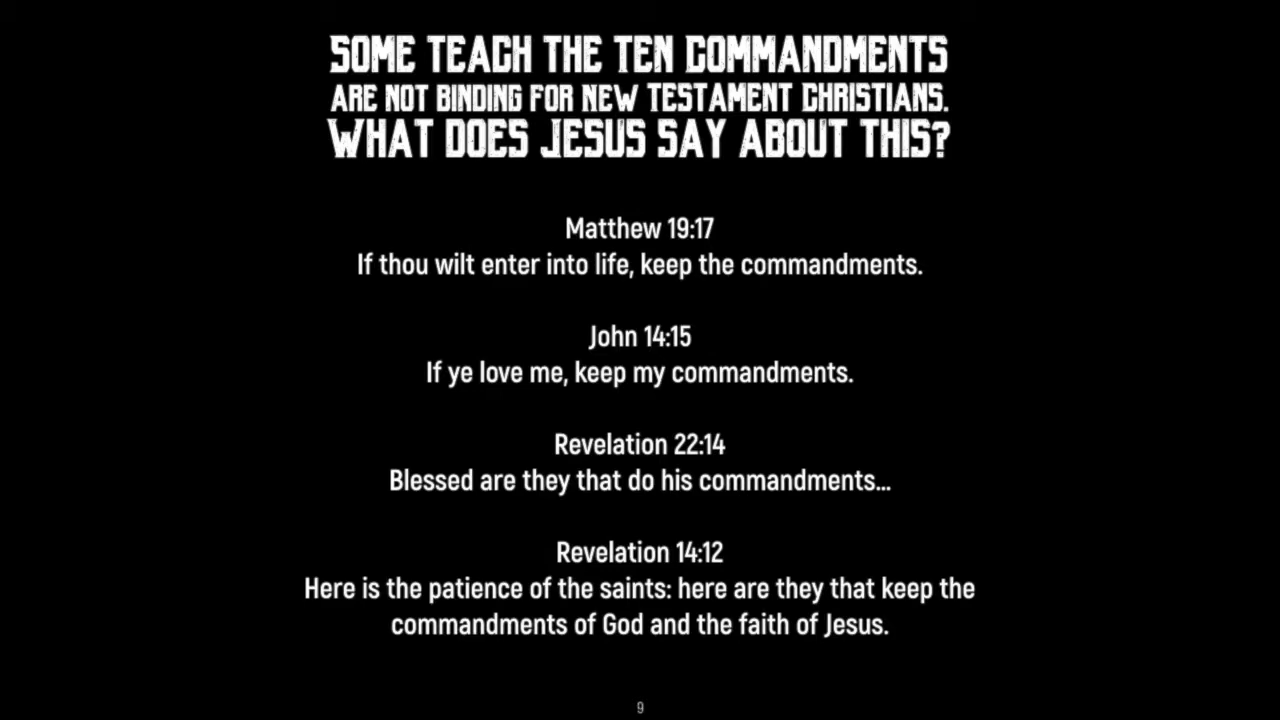 SOME TEACH THE TEN COMMANDMENTS
ARE NOT BINDING FOR NEW TESTAMENT CHRISTIANS.
WHAT DOES JESUS SAY ABOUT THIS?
Matthew 19:17
If thou wilt enter into life, keep the commandments.
John 14:15
If ye love me, keep my commandments.
Revelation 22:14
Blessed are they that do his commandments...
Revelation 14:12
Here is the patience of the saints: here are they that keep the
commandments of God and the faith of Jesus.
9